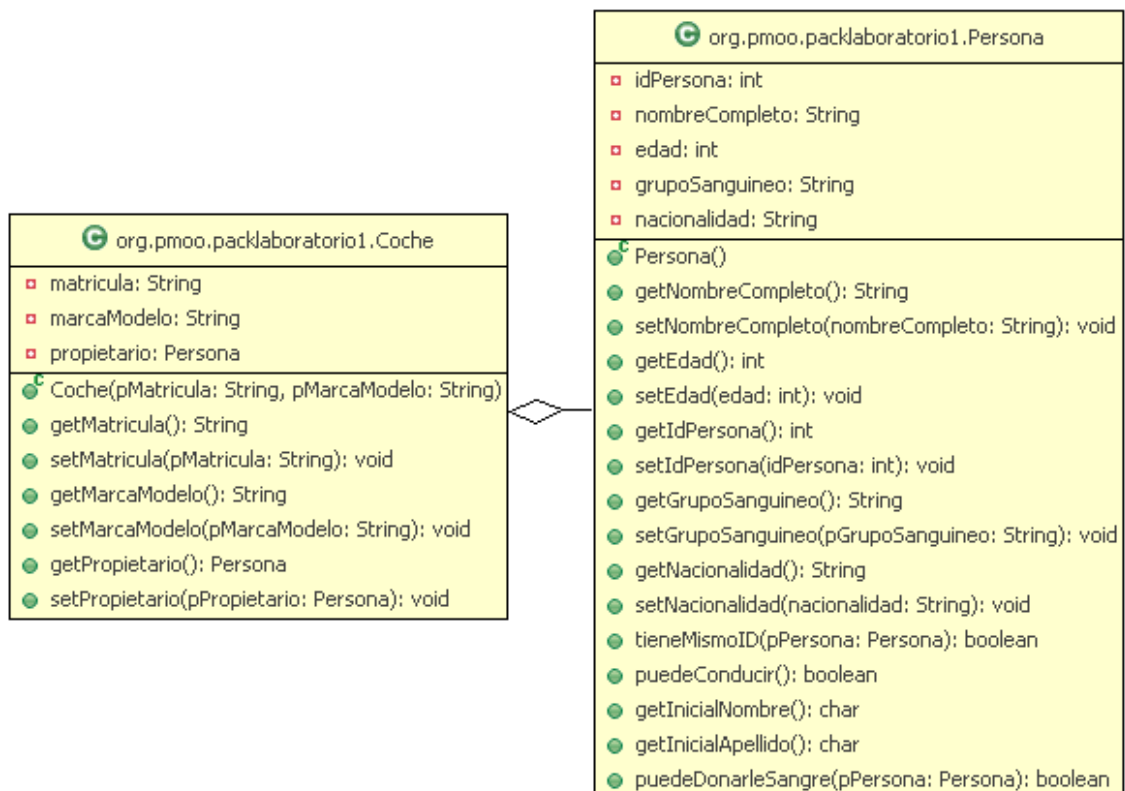 org.pmoo.packlaboratorio1.Coche
matricula: String
marcaModelo: String
propietario: Persona
Coche(pMatricula: String, pMarcaModelo: String)
getMatricula(): String
setMatricula(pMatricula: String): void
getMarcaModelo(): String
setMarcaModelo(pMarcaModelo: String): void
getPropietario(): Persona
setPropietario(pPropietario: Persona): void
org.pmoo.packlaboratorio1.Persona
idPersona: int
nombreCompleto: String
edad: int
grupoSanguineo: String
nacionalidad: String
Persona()
getNombreCompleto(): String
setNombreCompleto(nombreCompleto: String): void
getEdad(): int
setEdad(edad: int): void
getIdPersona(): int
setIdPersona(idPersona: int): void
getGrupoSanguineo(): String
setGrupoSanguineo(pGrupoSanguineo: String): void
getNacionalidad(): String
setNacionalidad(nacionalidad: String): void
tieneMismoID(pPersona: Persona): boolean
puedeConducir(): boolean
getInicialNombre(): char
getInicialApellido(): char
puedeDonarleSangre(pPersona: Persona): boolean